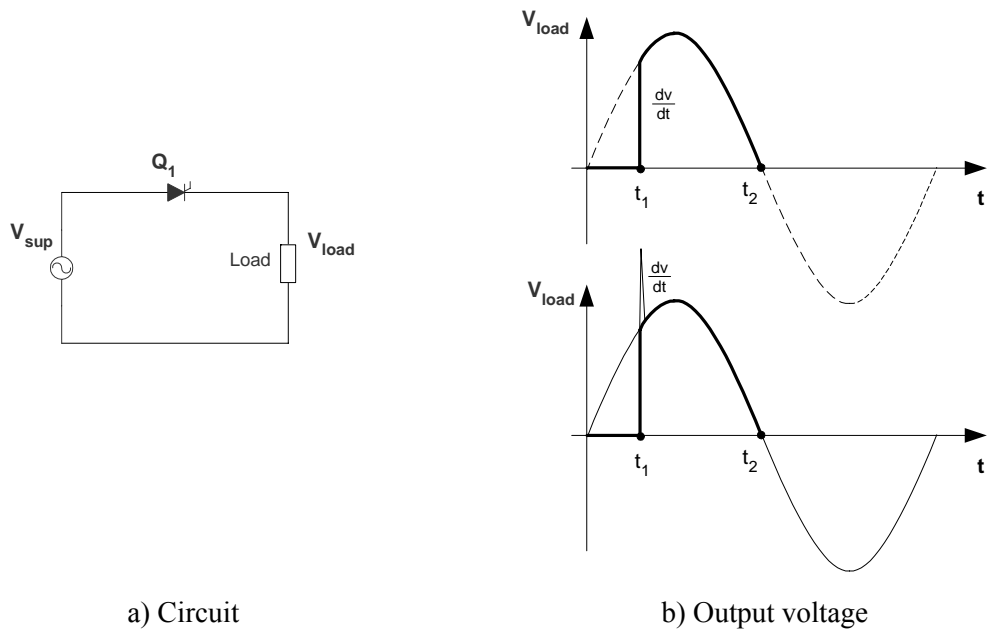 Q1
Vsup
Load
Vload
a) Circuit
Vload
dv
dt
t1
t2
t
dv
dt
Vload
t1
t2
t
b) Output voltage